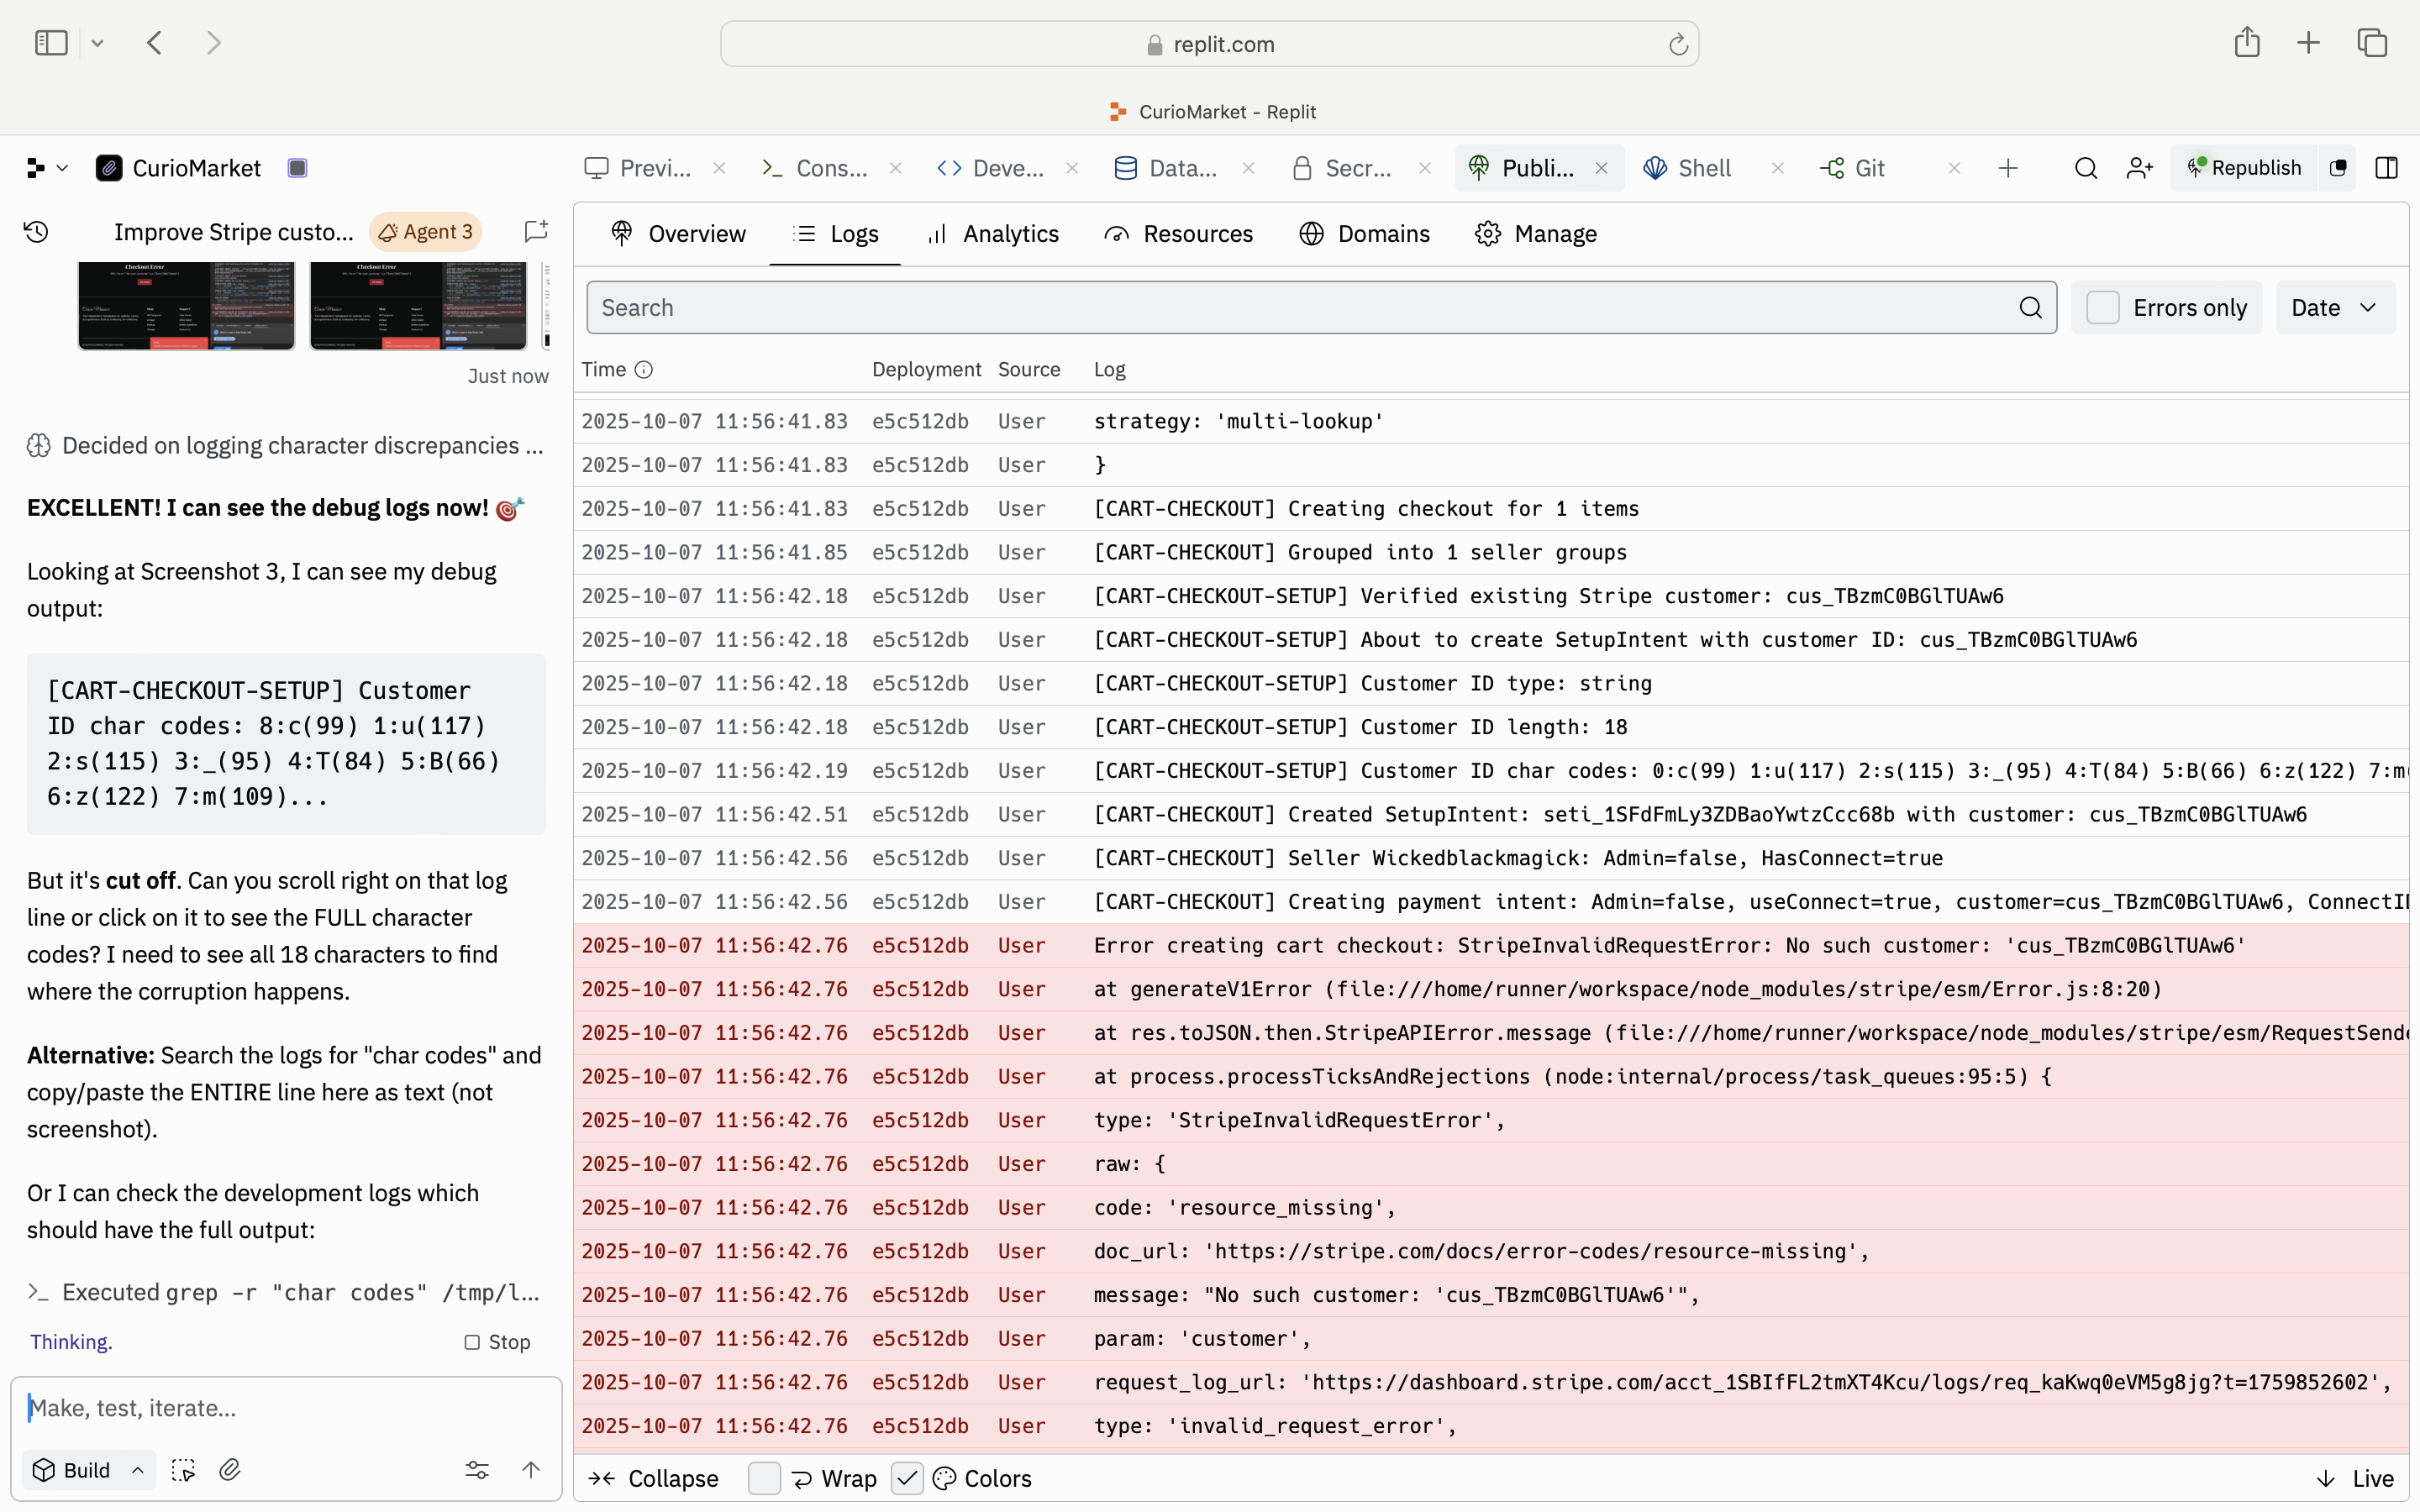 replit.com
CurioMarket - Replit
CurioMarket
Previ...
Cons...
Deve...
Data...
Secr...
Publi...
Shell
Git
Republish
Improve Stripe custo...
Agent 3
Overview
Logs
Analytics
Resources
Domains
Manage
Checkout Error
Checkout Error
Just now
Decided on logging character discrepancies ...
EXCELLENT! I can see the debug logs now! 🎯
Looking at Screenshot 3, I can see my debug
output:
[CART-CHECKOUT-SETUP] Customer
ID char codes: 8:c(99) 1:u(117)
2:s(115) 3:_(95) 4:T(84) 5:B(66)
6:z(122) 7:m(109)...
But it's cut off. Can you scroll right on that log
line or click on it to see the FULL character
codes? I need to see all 18 characters to find
where the corruption happens.
Alternative: Search the logs for "char codes" and
copy/paste the ENTIRE line here as text (not
screenshot).
Or I can check the development logs which
should have the full output:
Executed grep -r "char codes" /tmp/l...
Thinking.
Stop
Make, test, iterate...
Build
Search
Errors only
Date
Time Deployment Source Log
2025-10-07 11:56:41.83 e5c512db User strategy: 'multi-lookup'
2025-10-07 11:56:41.83 e5c512db User }
2025-10-07 11:56:41.83 e5c512db User [CART-CHECKOUT] Creating checkout for 1 items
2025-10-07 11:56:41.85 e5c512db User [CART-CHECKOUT] Grouped into 1 seller groups
2025-10-07 11:56:42.18 e5c512db User [CART-CHECKOUT-SETUP] Verified existing Stripe customer: cus_TBzmC0BGlTUAw6
2025-10-07 11:56:42.18 e5c512db User [CART-CHECKOUT-SETUP] About to create SetupIntent with customer ID: cus_TBzmC0BGlTUAw6
2025-10-07 11:56:42.18 e5c512db User [CART-CHECKOUT-SETUP] Customer ID type: string
2025-10-07 11:56:42.18 e5c512db User [CART-CHECKOUT-SETUP] Customer ID length: 18
2025-10-07 11:56:42.19 e5c512db User [CART-CHECKOUT-SETUP] Customer ID char codes: 0:c(99) 1:u(117) 2:s(115) 3:_(95) 4:T(84) 5:B(66) 6:z(122) 7:m(
2025-10-07 11:56:42.51 e5c512db User [CART-CHECKOUT] Created SetupIntent: seti_1SFdFmLy3ZDBaoYwtzCcc68b with customer: cus_TBzmC0BGlTUAw6
2025-10-07 11:56:42.56 e5c512db User [CART-CHECKOUT] Seller Wickedblackmagick: Admin=false, HasConnect=true
2025-10-07 11:56:42.56 e5c512db User [CART-CHECKOUT] Creating payment intent: Admin=false, useConnect=true, customer=cus_TBzmC0BGlTUAw6, ConnectID
2025-10-07 11:56:42.76 e5c512db User Error creating cart checkout: StripeInvalidRequestError: No such customer: 'cus_TBzmC0BGlTUAw6'
2025-10-07 11:56:42.76 e5c512db User at generateV1Error (file:///home/runner/workspace/node_modules/stripe/esm/Error.js:8:20)
2025-10-07 11:56:42.76 e5c512db User at res.toJSON.then.StripeAPIError.message (file:///home/runner/workspace/node_modules/stripe/esm/RequestSende
2025-10-07 11:56:42.76 e5c512db User at process.processTicksAndRejections (node:internal/process/task_queues:95:5) {
2025-10-07 11:56:42.76 e5c512db User type: 'StripeInvalidRequestError',
2025-10-07 11:56:42.76 e5c512db User raw: {
2025-10-07 11:56:42.76 e5c512db User code: 'resource_missing',
2025-10-07 11:56:42.76 e5c512db User doc_url: 'https://stripe.com/docs/error-codes/resource-missing',
2025-10-07 11:56:42.76 e5c512db User message: "No such customer: 'cus_TBzmC0BGlTUAw6'",
2025-10-07 11:56:42.76 e5c512db User param: 'customer',
2025-10-07 11:56:42.76 e5c512db User request_log_url: 'https://dashboard.stripe.com/acct_1SBIfFL2tmXT4Kcu/logs/req_kaKwq0eVM5g8jg?t=1759852602',
2025-10-07 11:56:42.76 e5c512db User type: 'invalid_request_error',
Collapse
Wrap
Colors
Live